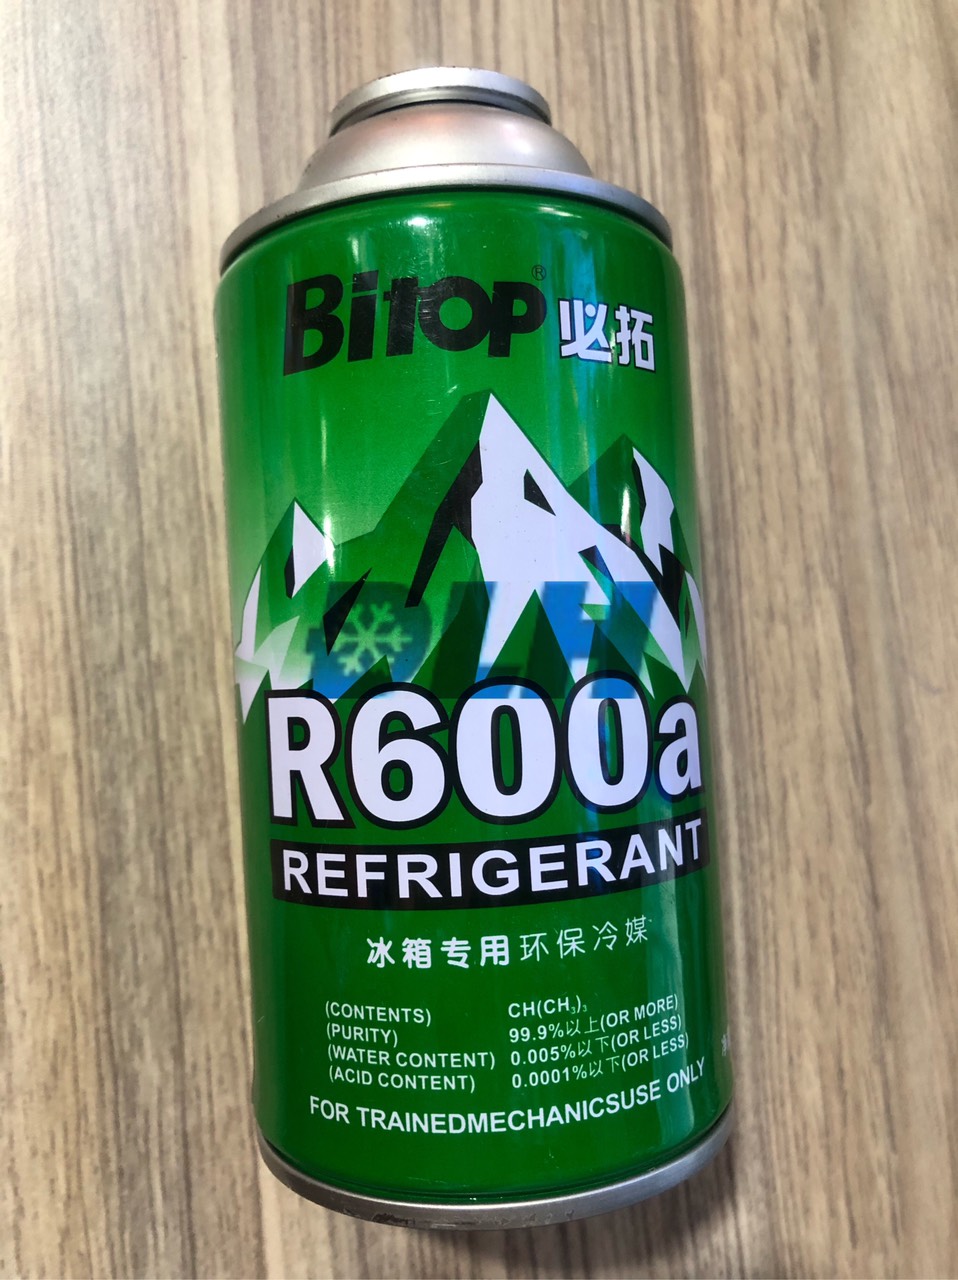 BiTOP® 必拓
R600a
REFRIGERANT
冰箱专用环保冷媒
(CONTENTS) CH(CH₃)₃
(PURITY) 99.9%以上(OR MORE)
(WATER CONTENT) 0.005%以下(OR LESS)
(ACID CONTENT) 0.0001%以下(OR LESS)
FOR TRAINEDMECHANICSUSE ONLY